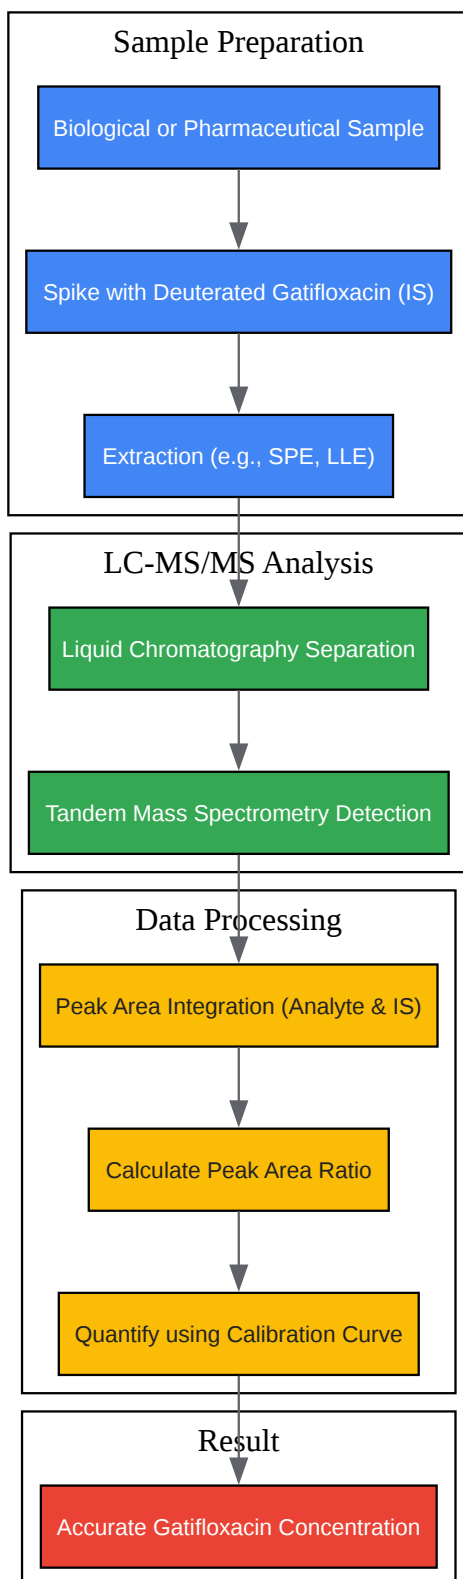 Sample Preparation
Biological or Pharmaceutical Sample
Spike with Deuterated Gatifloxacin (IS)
Extraction (e.g., SPE, LLE)
LC-MS/MS Analysis
Liquid Chromatography Separation
Tandem Mass Spectrometry Detection
Data Processing
Peak Area Integration (Analyte & IS)
Calculate Peak Area Ratio
Quantify using Calibration Curve
Result
Accurate Gatifloxacin Concentration